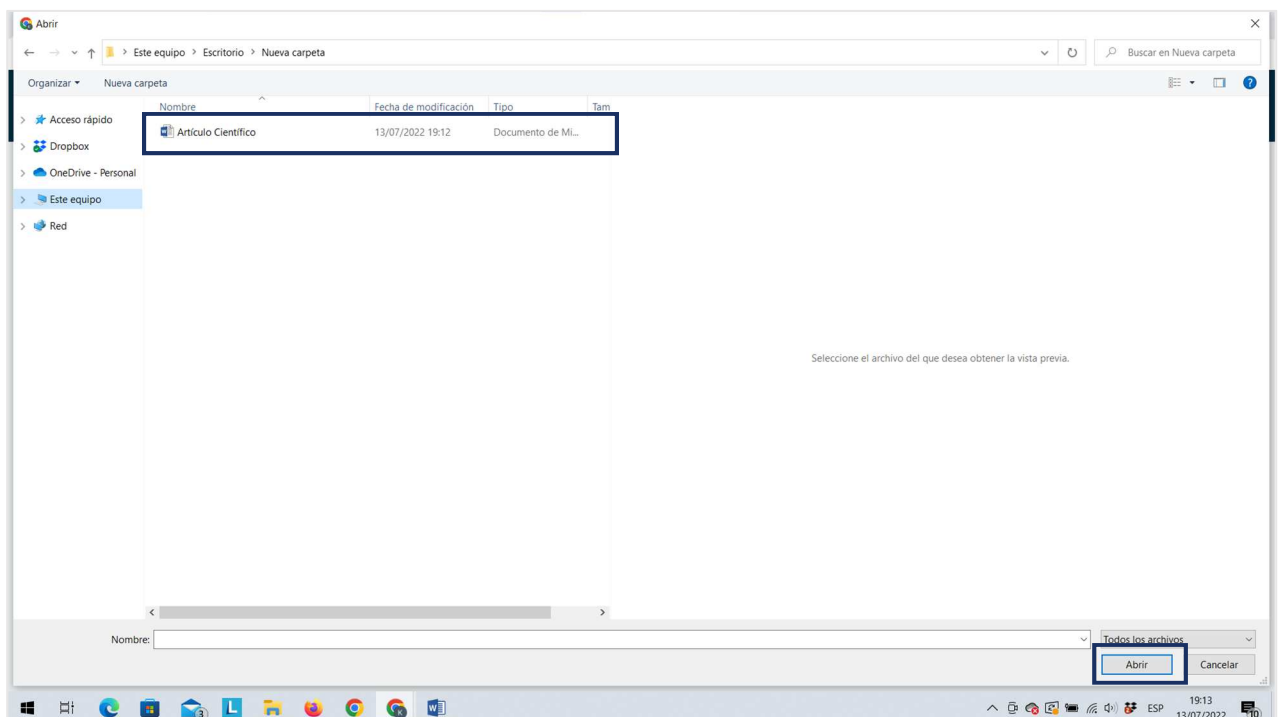 Abrir
Este equipo > Escritorio > Nueva carpeta
Buscar en Nueva carpeta
Organizar Nueva carpeta
Nombre Fecha de modificación Tipo Tam
Acceso rápido
Artículo Científico 13/07/2022 19:12 Documento de Mi...
Dropbox
OneDrive - Personal
Este equipo
Red
Seleccione el archivo del que desea obtener la vista previa.
Nombre:
Todos los archivos
Abrir Cancelar
3 L W ESP 19:13
13/07/2022 10